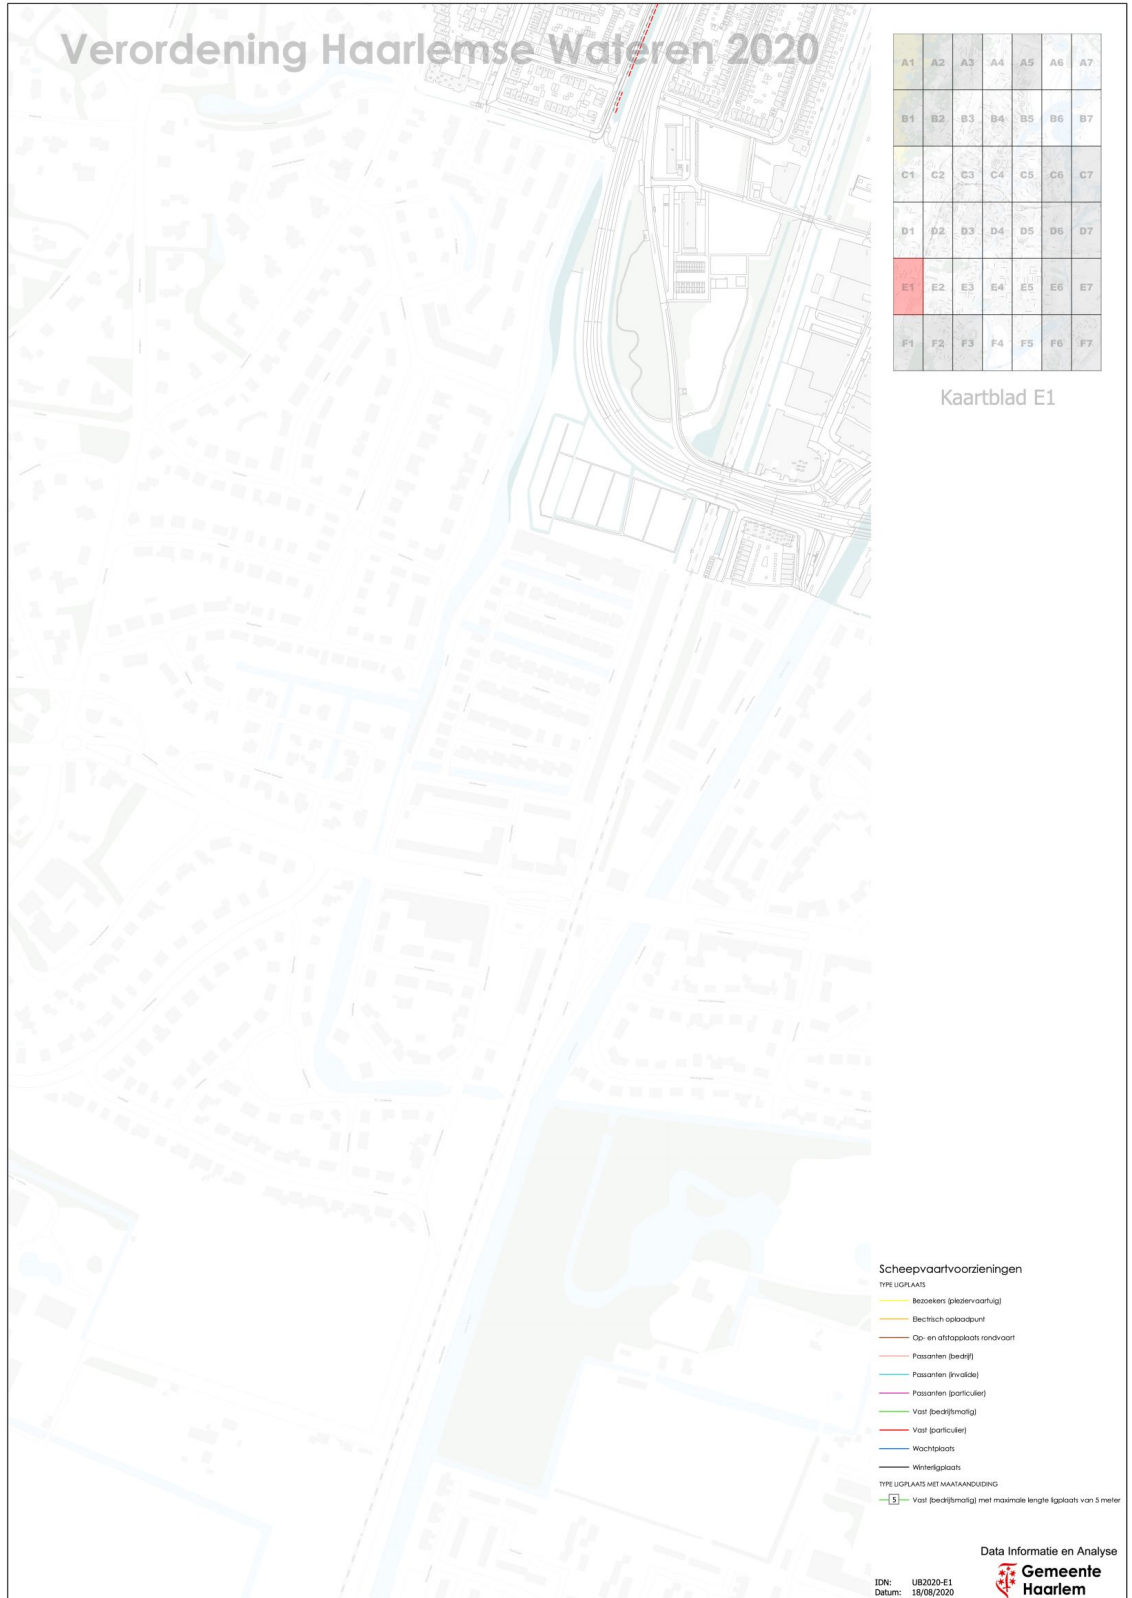 Verordening Haarlemse Wateren 2020
A1 A2 A3 A4 A5 A6 A7
B1 B2 B3 B4 B5 B6 B7
C1 C2 C3 C4 C5 C6 C7
D1 D2 D3 D4 D5 D6 D7
E1 E2 E3 E4 E5 E6 E7
F1 F2 F3 F4 F5 F6 F7
Kaartblad E1
Scheepvaartvoorzieningen
TYPE LIGPLAATS
Bezoekers (pleziervaartuig)
Electrisch oplaadpunt
Op- en afstapplaats rondvaart
Passanten (bedrijf)
Passanten (invalide)
Passanten (particulier)
Vast (bedrijfsmatig)
Vast (particulier)
Wachtplaats
Winterligplaats
TYPE LIGPLAATS MET MAATAANDUIDING
5 Vast (bedrijfsmatig) met maximale lengte ligplaats van 5 meter
Data Informatie en Analyse
Gemeente
Haarlem
IDN: UB2020-E1
Datum: 18/08/2020